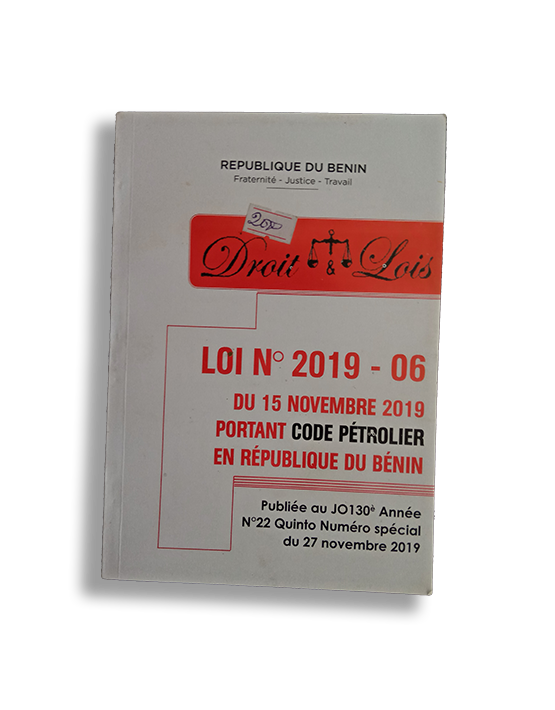 REPUBLIQUE DU BENIN
Fraternité - Justice - Travail
Droit & Lois
LOI N° 2019 - 06
DU 15 NOVEMBRE 2019
PORTANT CODE PÉTROLIER
EN RÉPUBLIQUE DU BÉNIN
Publiée au JO130è Année
N°22 Quinto Numéro spécial
du 27 novembre 2019